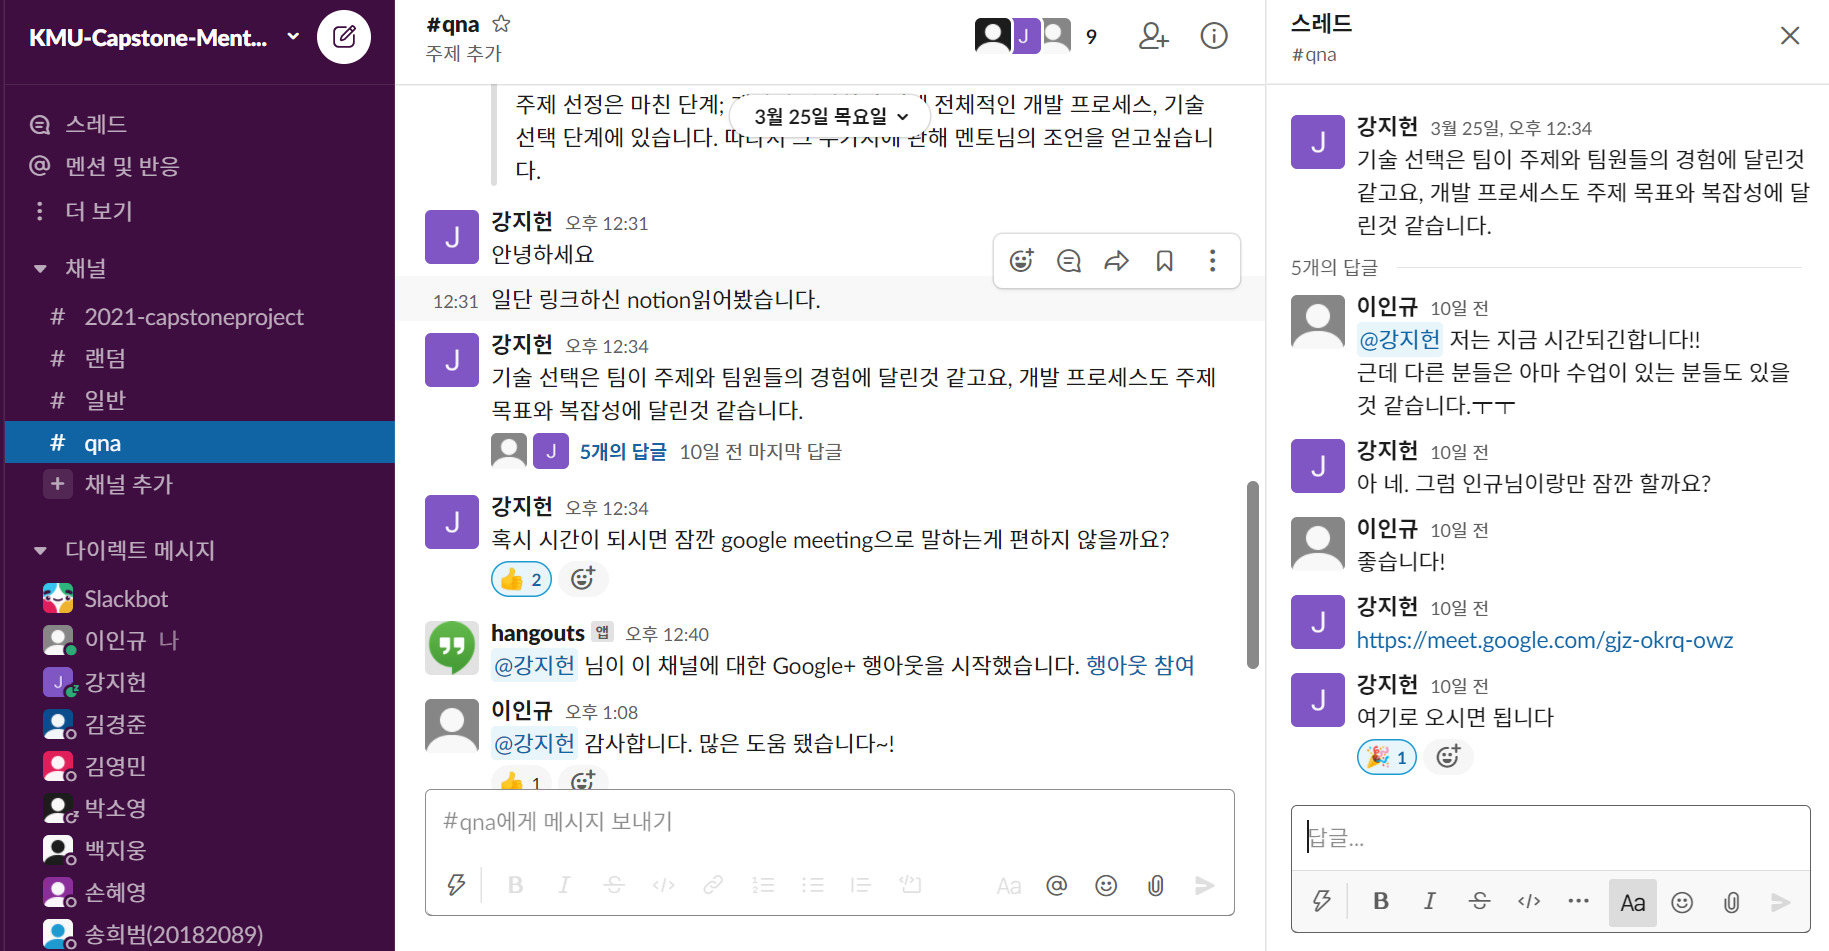 KMU-Capstone-Ment...
스레드
@ 멘션 및 반응
더 보기
채널
# 2021-capstoneproject
# 랜덤
# 일반
# qna
+ 채널 추가
다이렉트 메시지
Slackbot
이인규 나
J 강지헌
김경준
김영민
박소영
백지웅
손혜영
송희범(20182089)
#qna
주제 추가
J
9
주제 선정은 마친 단계; 전체적인 개발 프로세스, 기술
3월 25일 목요일
선택 단계에 있습니다. 관해 멘토님의 조언을 얻고싶습니
다.
J
강지헌 오후 12:31
안녕하세요
12:31 일단 링크하신 notion읽어봤습니다.
J
강지헌 오후 12:34
기술 선택은 팀이 주제와 팀원들의 경험에 달린것 같고요, 개발 프로세스도 주제
목표와 복잡성에 달린것 같습니다.
J 5개의 답글 10일 전 마지막 답글
J
강지헌 오후 12:34
혹시 시간이 되시면 잠깐 google meeting으로 말하는게 편하지 않을까요?
👍 2
hangouts 앱 오후 12:40
@강지헌 님이 이 채널에 대한 Google+ 행아웃을 시작했습니다. 행아웃 참여
이인규 오후 1:08
@강지헌 감사합니다. 많은 도움 됐습니다~!
👍 1
#qna에게 메시지 보내기
B I S </> Aa @
스레드
#qna
J
강지헌 3월 25일, 오후 12:34
기술 선택은 팀이 주제와 팀원들의 경험에 달린것
같고요, 개발 프로세스도 주제 목표와 복잡성에 달
린것 같습니다.
5개의 답글
이인규 10일 전
@강지헌 저는 지금 시간되긴합니다!!
근데 다른 분들은 아마 수업이 있는 분들도 있을
것 같습니다.ㅜㅜ
J
강지헌 10일 전
아 네. 그럼 인규님이랑만 잠깐 할까요?
이인규 10일 전
좋습니다!
J
강지헌 10일 전
https://meet.google.com/gjz-okrq-owz
J
강지헌 10일 전
여기로 오시면 됩니다
🎉 1
답글...
B I S </> ... Aa